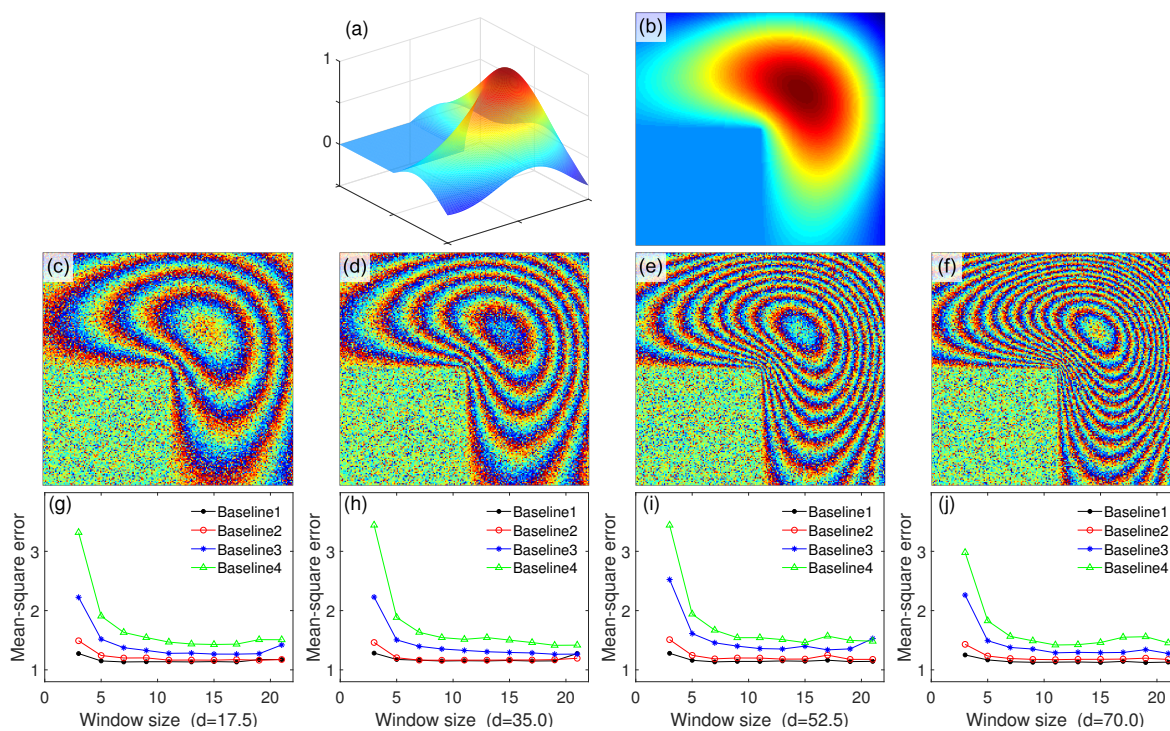 (a)
1
0
(b)
(c)
(d)
(e)
(f)
(g)
Baseline1
Baseline2
Baseline3
Baseline4
Mean-square error
3
2
1
0 5 10 15 20
Window size (d=17.5)
(h)
Baseline1
Baseline2
Baseline3
Baseline4
Mean-square error
3
2
1
0 5 10 15 20
Window size (d=35.0)
(i)
Baseline1
Baseline2
Baseline3
Baseline4
Mean-square error
3
2
1
0 5 10 15 20
Window size (d=52.5)
(j)
Baseline1
Baseline2
Baseline3
Baseline4
Mean-square error
3
2
1
0 5 10 15 20
Window size (d=70.0)